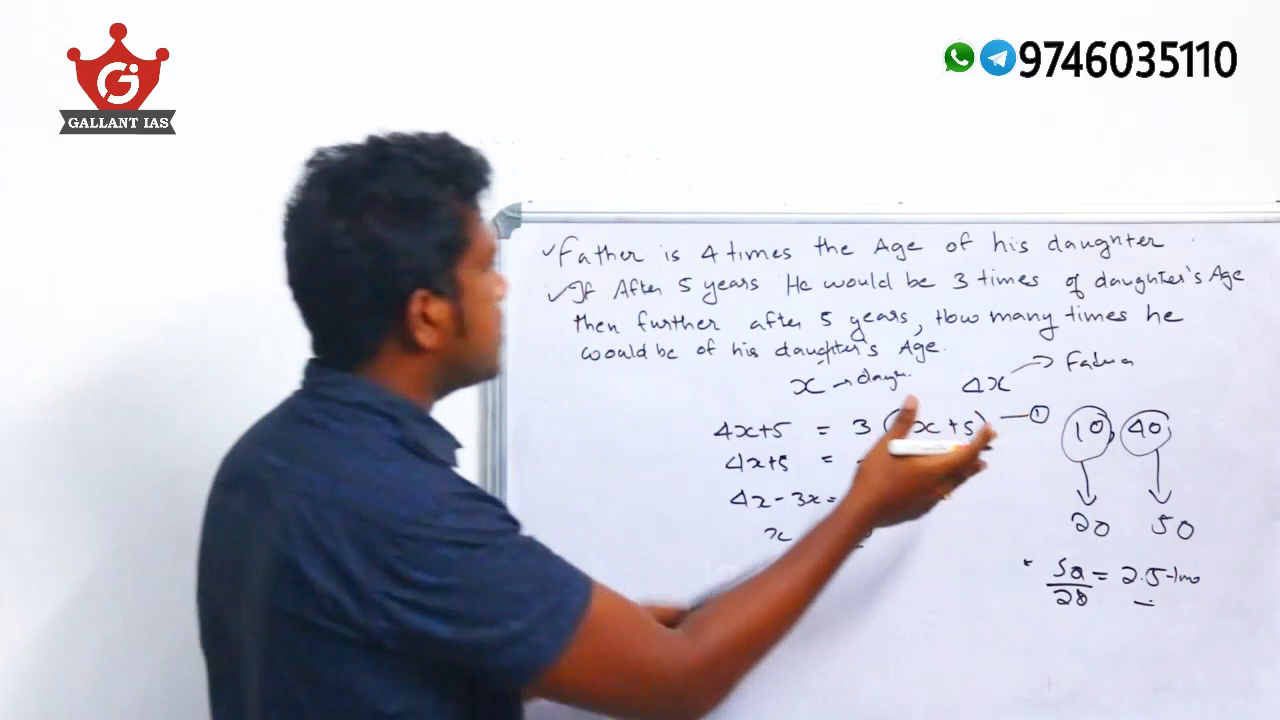 GALLANT IAS
9746035110
Father is 4 times the Age of his daughter
If After 5 years He would be 3 times of daughter's Age
then further after 5 years, How many times he
would be of his daughter's Age.
x → daugh. 4x → Father
4x+5 = 3 (x+5) — ①
4x+5 =
4x - 3x =
x
10, 40
20 50
50/20 = 2.5